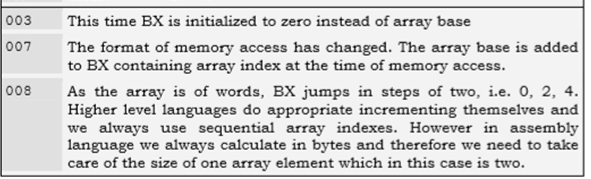 003 This time BX is initialized to zero instead of array base
007 The format of memory access has changed. The array base is added
to BX containing array index at the time of memory access.
008 As the array is of words, BX jumps in steps of two, i.e. 0, 2, 4.
Higher level languages do appropriate incrementing themselves and
we always use sequential array indexes. However in assembly
language we always calculate in bytes and therefore we need to take
care of the size of one array element which in this case is two.